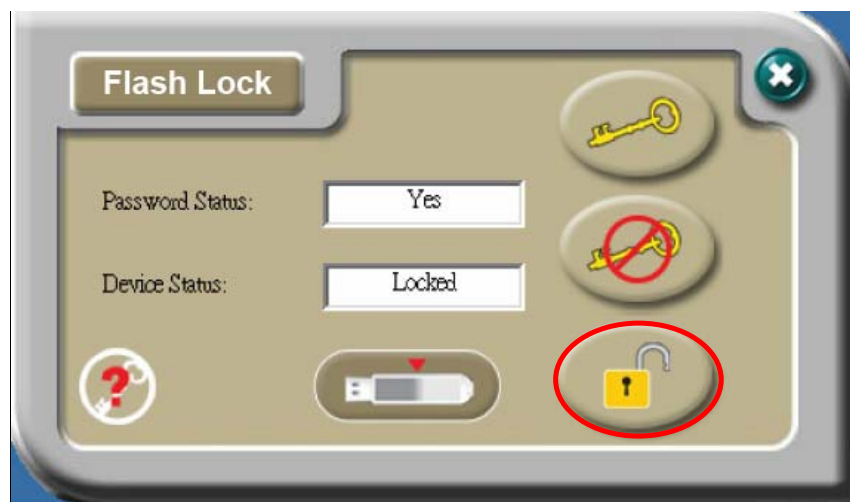 Flash Lock
Password Status:
Yes
Device Status:
Locked
?